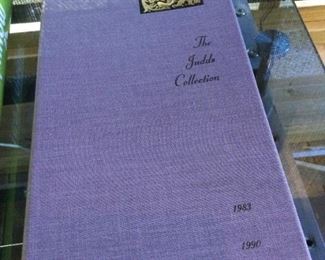 The
Judds
Collection
1983
1990